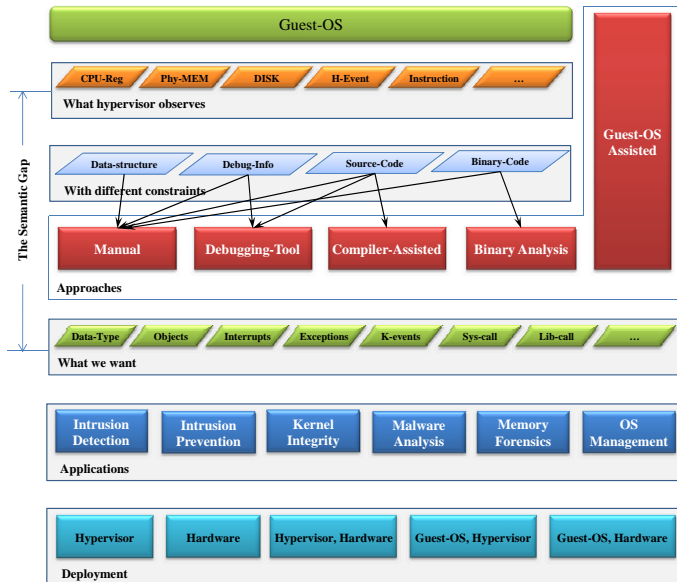 Guest-OS
CPU-Reg
Phy-MEM
DISK
H-Event
Instruction
...
What hypervisor observes
Guest-OS
Assisted
Data-structure
Debug-Info
Source-Code
Binary-Code
With different constraints
The Semantic Gap
Manual
Debugging-Tool
Compiler-Assisted
Binary Analysis
Approaches
Data-Type
Objects
Interrupts
Exceptions
K-events
Sys-call
Lib-call
...
What we want
Intrusion
Detection
Intrusion
Prevention
Kernel
Integrity
Malware
Analysis
Memory
Forensics
OS
Management
Applications
Hypervisor
Hardware
Hypervisor, Hardware
Guest-OS, Hypervisor
Guest-OS, Hardware
Deployment